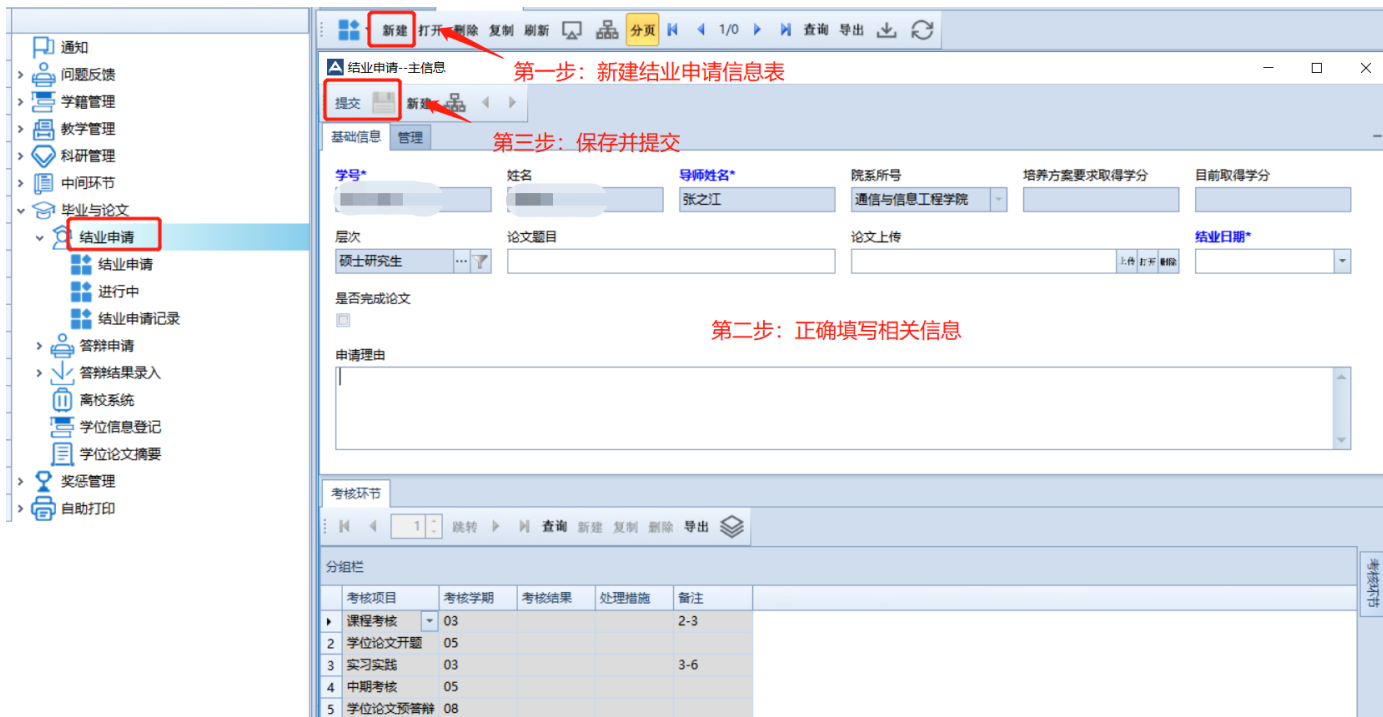 新建 打开 删除 复制 刷新 分页 1/0 查询 导出
通知
问题反馈
学籍管理
教学管理
科研管理
中间环节
毕业与论文
结业申请
结业申请
进行中
结业申请记录
答辩申请
答辩结果录入
离校系统
学位信息登记
学位论文摘要
奖惩管理
自助打印
结业申请--主信息
第一步：新建结业申请信息表
提交 新建
第三步：保存并提交
基础信息 管理
学号* 姓名 导师姓名* 院系所号 培养方案要求取得学分 目前取得学分
张之江 通信与信息工程学院
层次 论文题目 论文上传 结业日期*
硕士研究生 ... 上传 打开 删除
是否完成论文
第二步：正确填写相关信息
申请理由
考核环节
1 跳转 查询 新建 复制 删除 导出
分组栏
考核环节
考核项目 考核学期 考核结果 处理措施 备注
课程考核 03 2-3
2 学位论文开题 05
3 实习实践 03 3-6
4 中期考核 05
5 学位论文预答辩 08